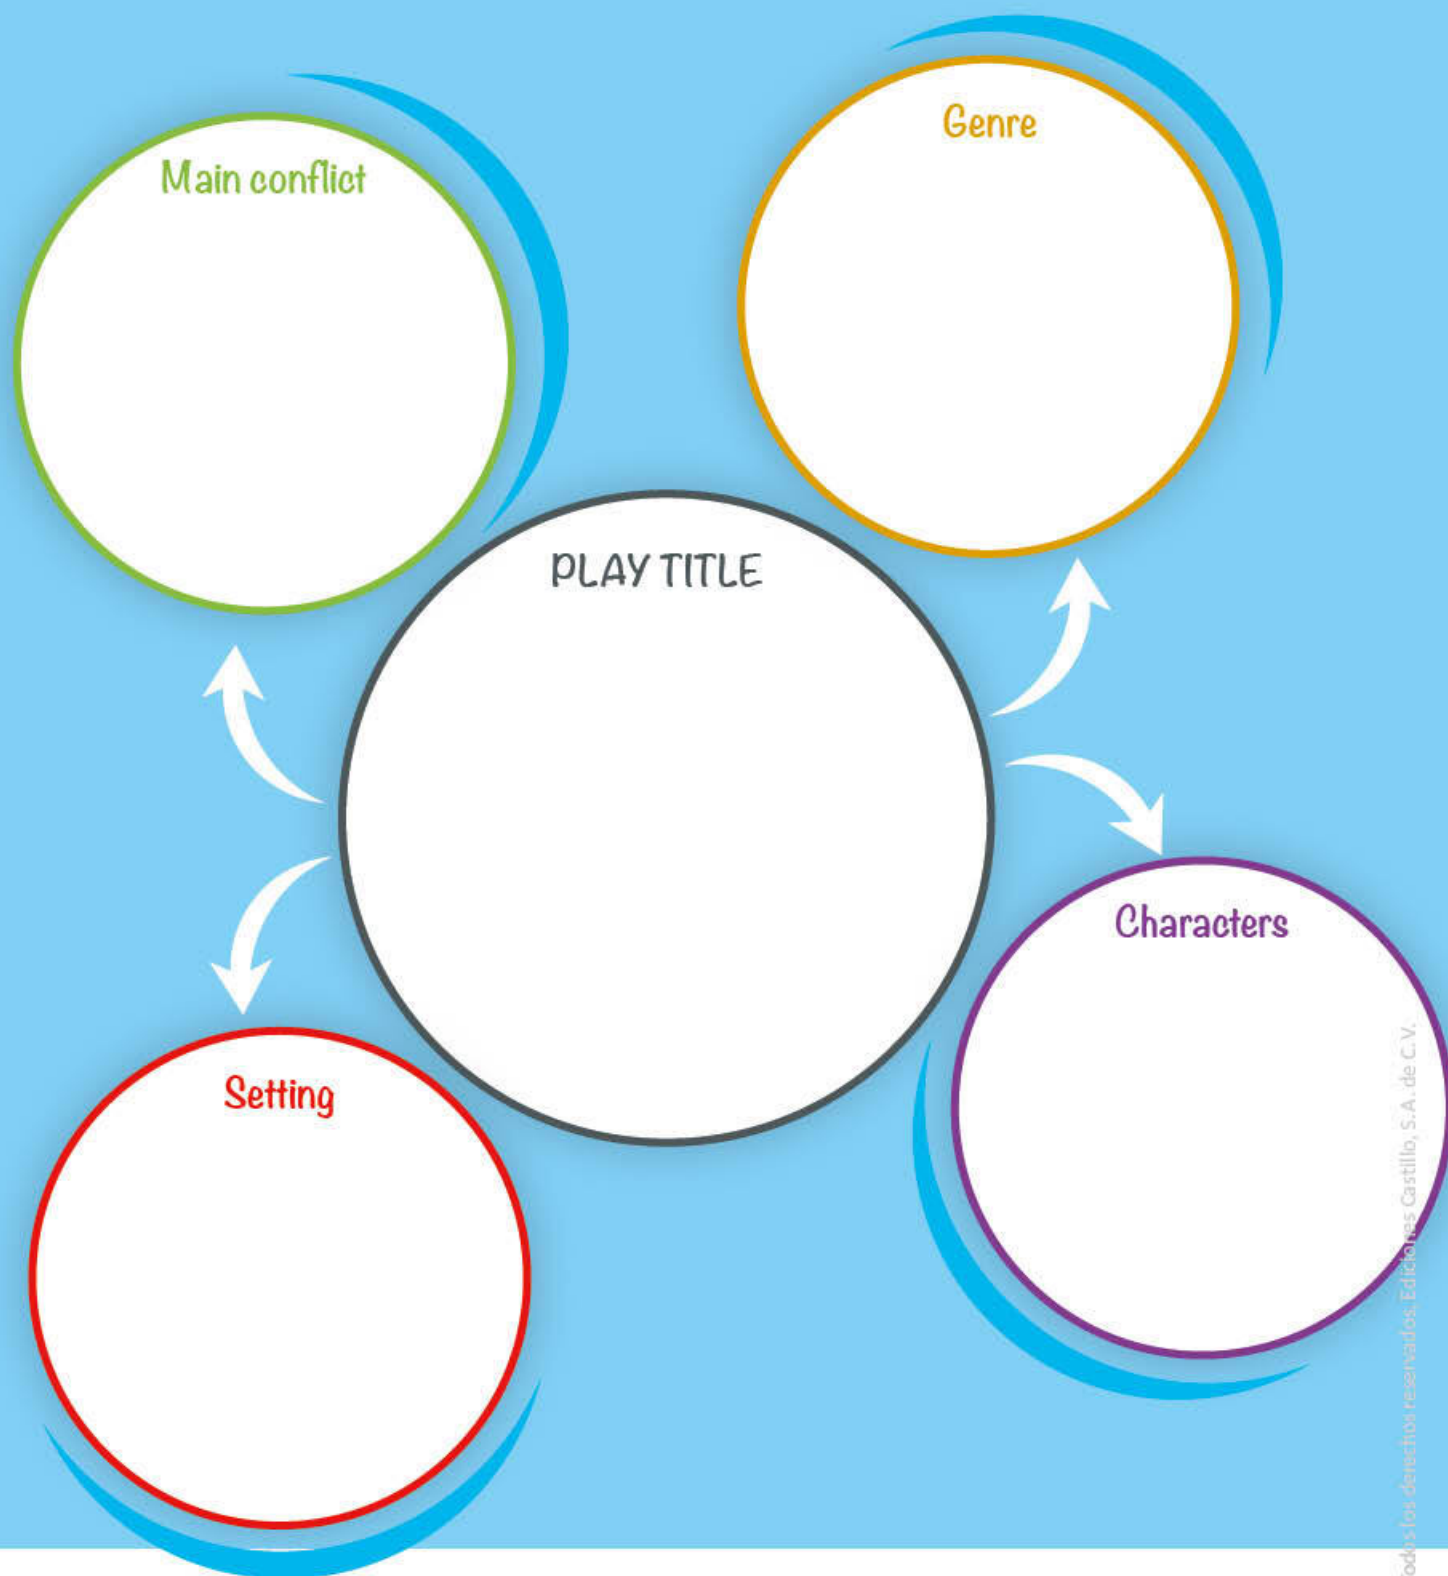 Genre
Main conflict
PLAY TITLE
Characters
Setting
odos los derechos reservados, Ediciones Castillo, S. A. de C. V.